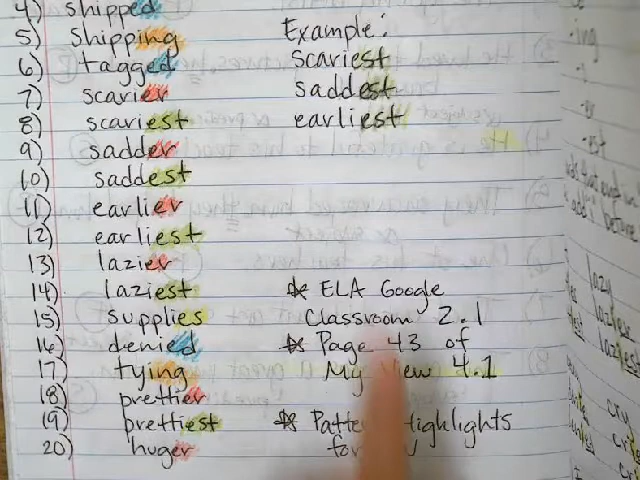 4) shipped
5) Shipping
6) tagged
7) scarier
8) scariest
9) sadder
10) saddest
11) earlier
12) earliest
13) lazier
14) laziest
15) supplies
16) denied
17) tying
18) prettier
19) prettiest
20) huger
Example:
scariest
saddest
earliest
* ELA Google
Classroom 2.1
* Page 43 of
My View 4.1
* Highlights